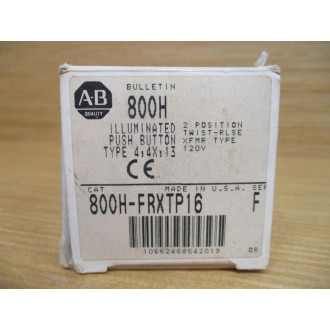 BULLETIN
A-B
QUALITY
800H
ILLUMINATED 2 POSITION
PUSH BUTTON TWIST-RLSE
TYPE 4;4X;13 XFMR TYPE
120V
CE
CAT MADE IN U.S.A. SER
800H-FRXTP16 F
10662468542019